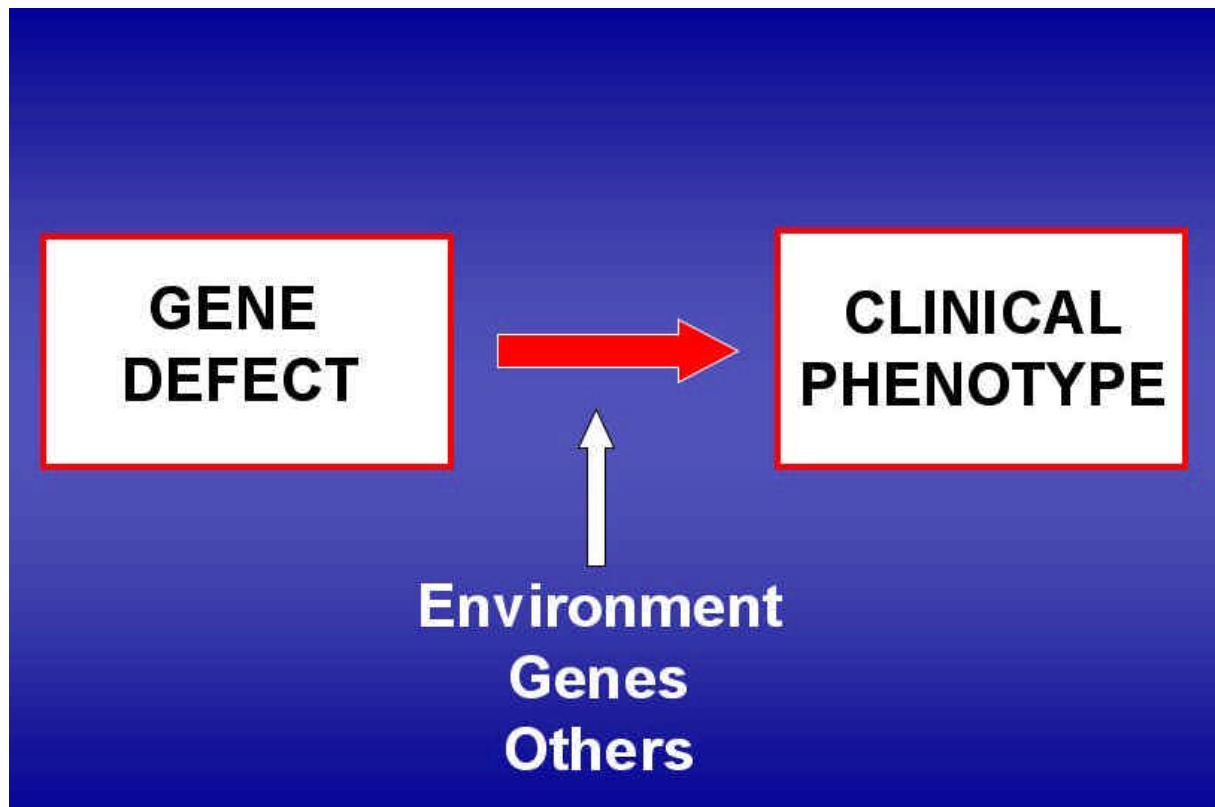 GENE
DEFECT
CLINICAL
PHENOTYPE
Environment
Genes
Others